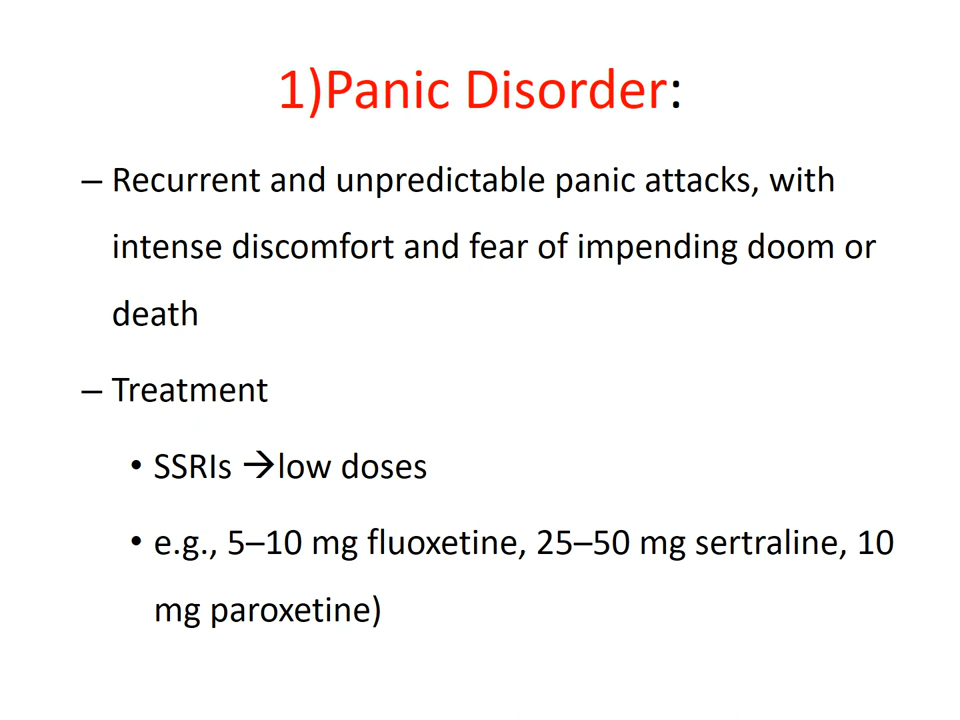 1)Panic Disorder:
– Recurrent and unpredictable panic attacks, with
intense discomfort and fear of impending doom or
death
– Treatment
• SSRIs →low doses
• e.g., 5–10 mg fluoxetine, 25–50 mg sertraline, 10
mg paroxetine)